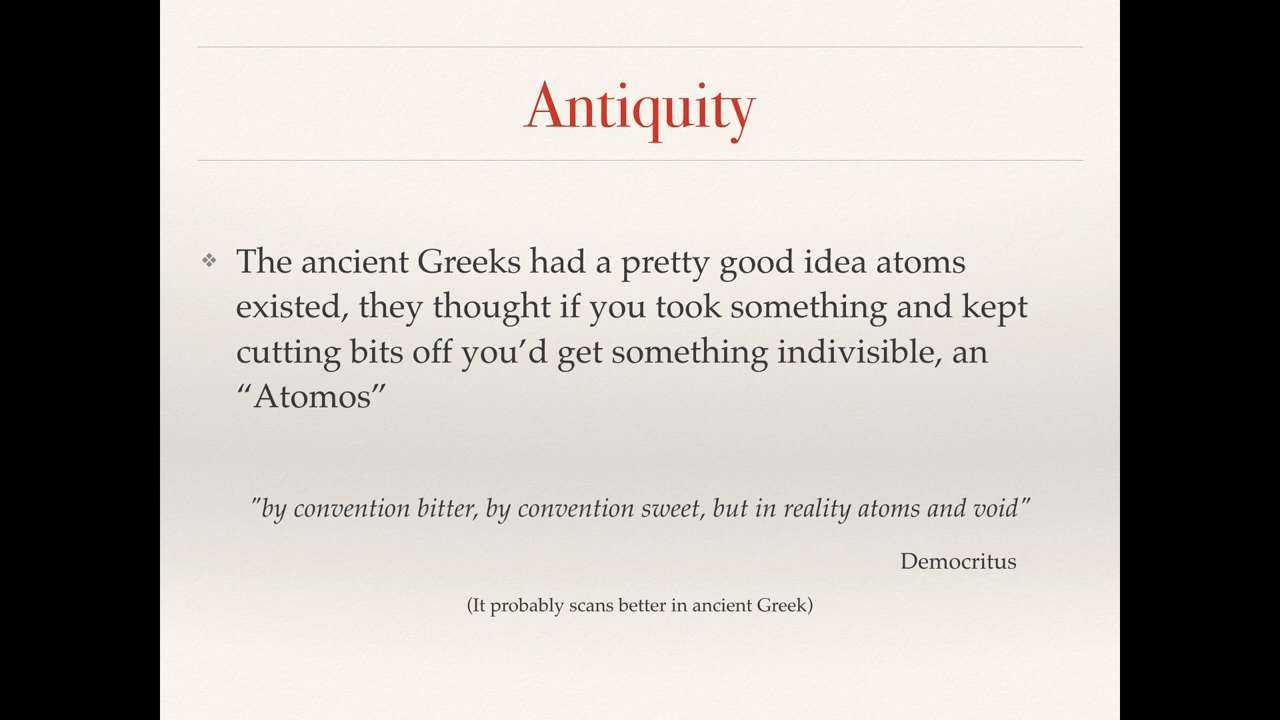 Antiquity
❖ The ancient Greeks had a pretty good idea atoms
existed, they thought if you took something and kept
cutting bits off you’d get something indivisible, an
“Atomos”
"by convention bitter, by convention sweet, but in reality atoms and void"
Democritus
(It probably scans better in ancient Greek)